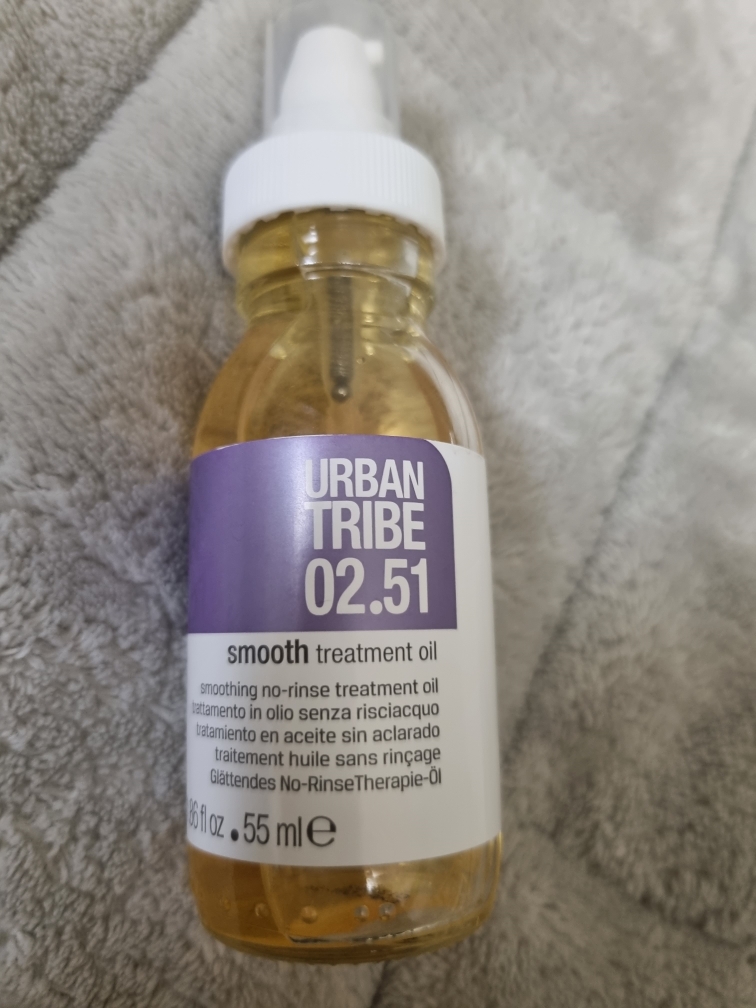 URBAN
TRIBE
02.51
smooth treatment oil
smoothing no-rinse treatment oil
trattamento in olio senza risciacquo
tratamiento en aceite sin aclarado
traitement huile sans rinçage
Glättendes No-RinseTherapie-Öl
86 fl oz . 55 ml e